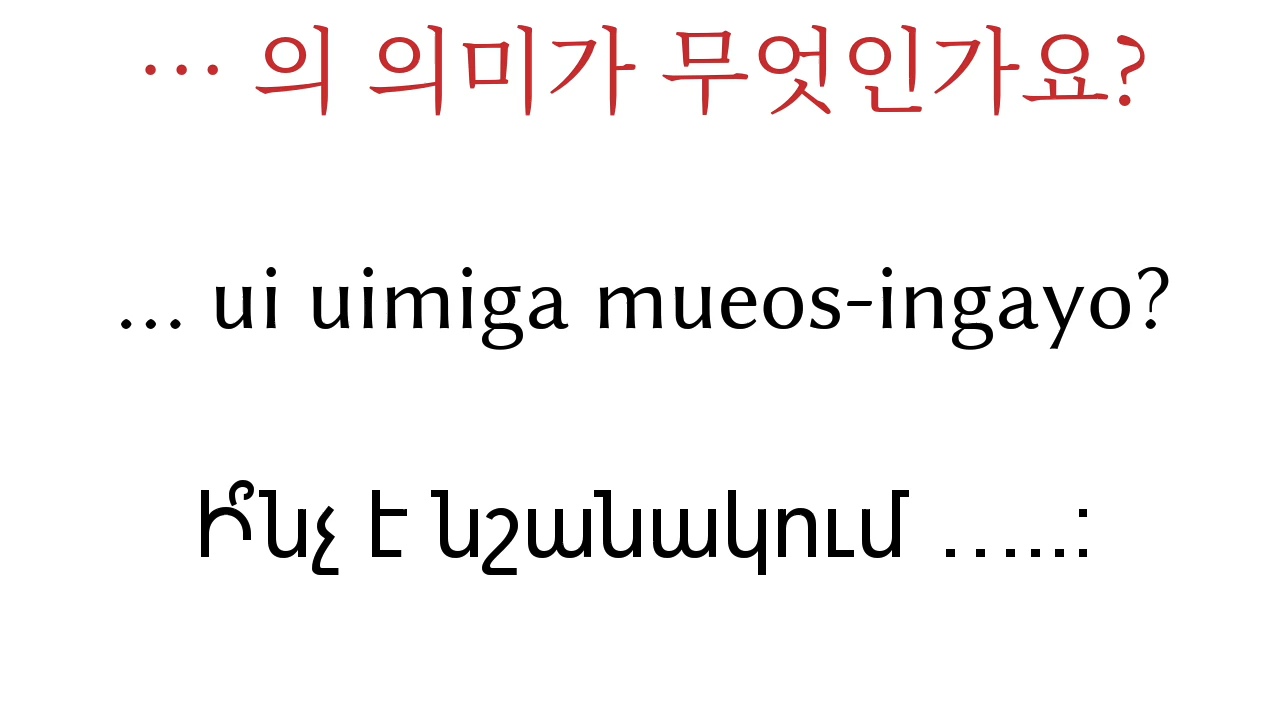 … 의 의미가 무엇인가요?
... ui uimiga mueos-ingayo?
Ի՞նչ է նշանակում …...: